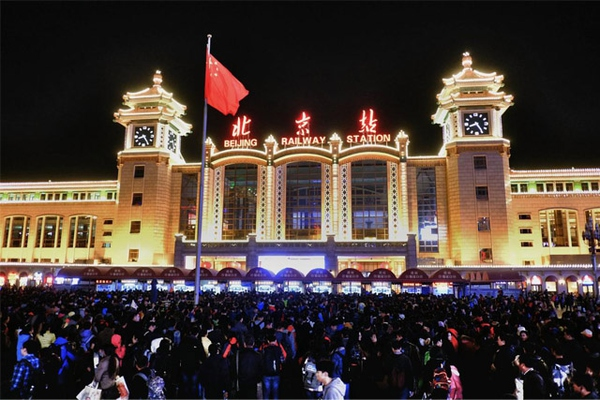 北京站
BEIJING RAILWAY STATION